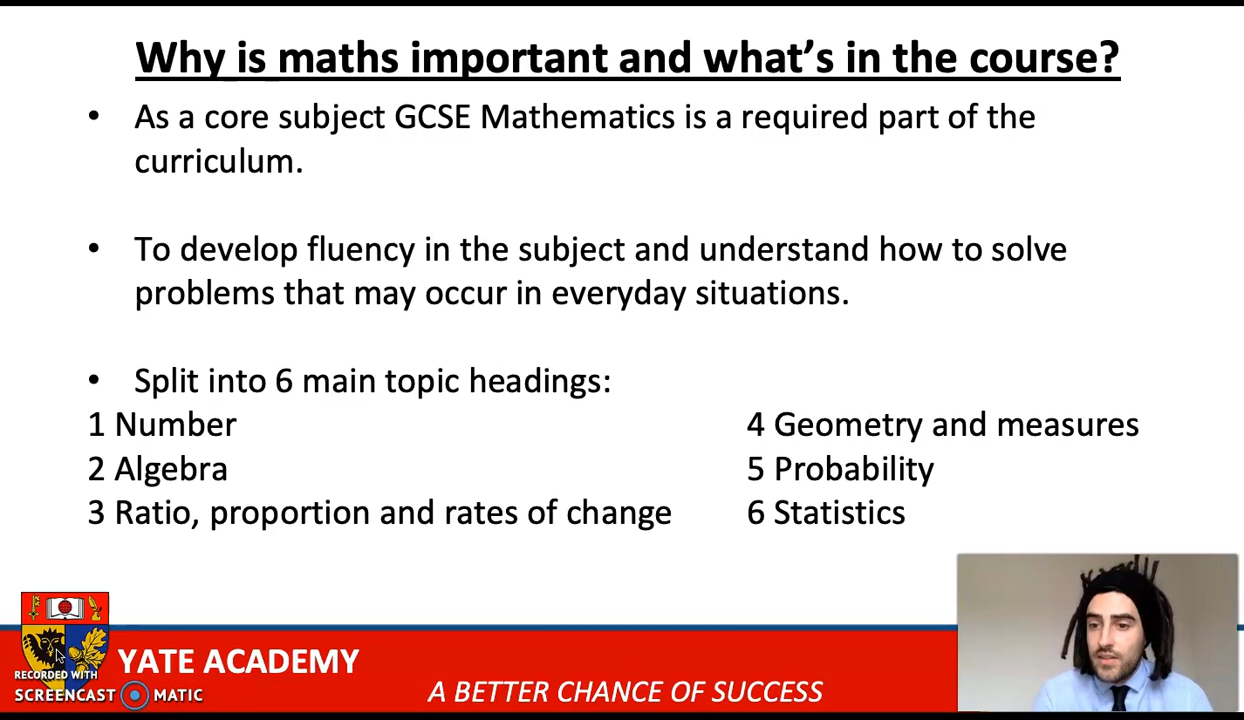 Why is maths important and what's in the course?
• As a core subject GCSE Mathematics is a required part of the
curriculum.
• To develop fluency in the subject and understand how to solve
problems that may occur in everyday situations.
• Split into 6 main topic headings:
1 Number
2 Algebra
3 Ratio, proportion and rates of change
4 Geometry and measures
5 Probability
6 Statistics
YATE ACADEMY
A BETTER CHANCE OF SUCCESS
RECORDED WITH
SCREENCAST MATIC